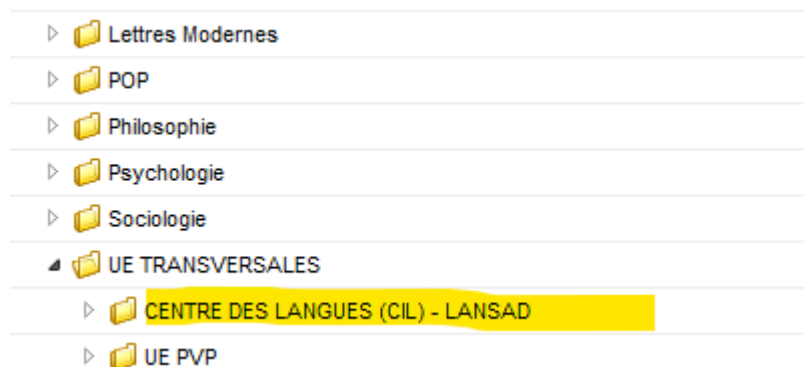 Lettres Modernes
POP
Philosophie
Psychologie
Sociologie
UE TRANSVERSALES
CENTRE DES LANGUES (CIL) - LANSAD
UE PVP